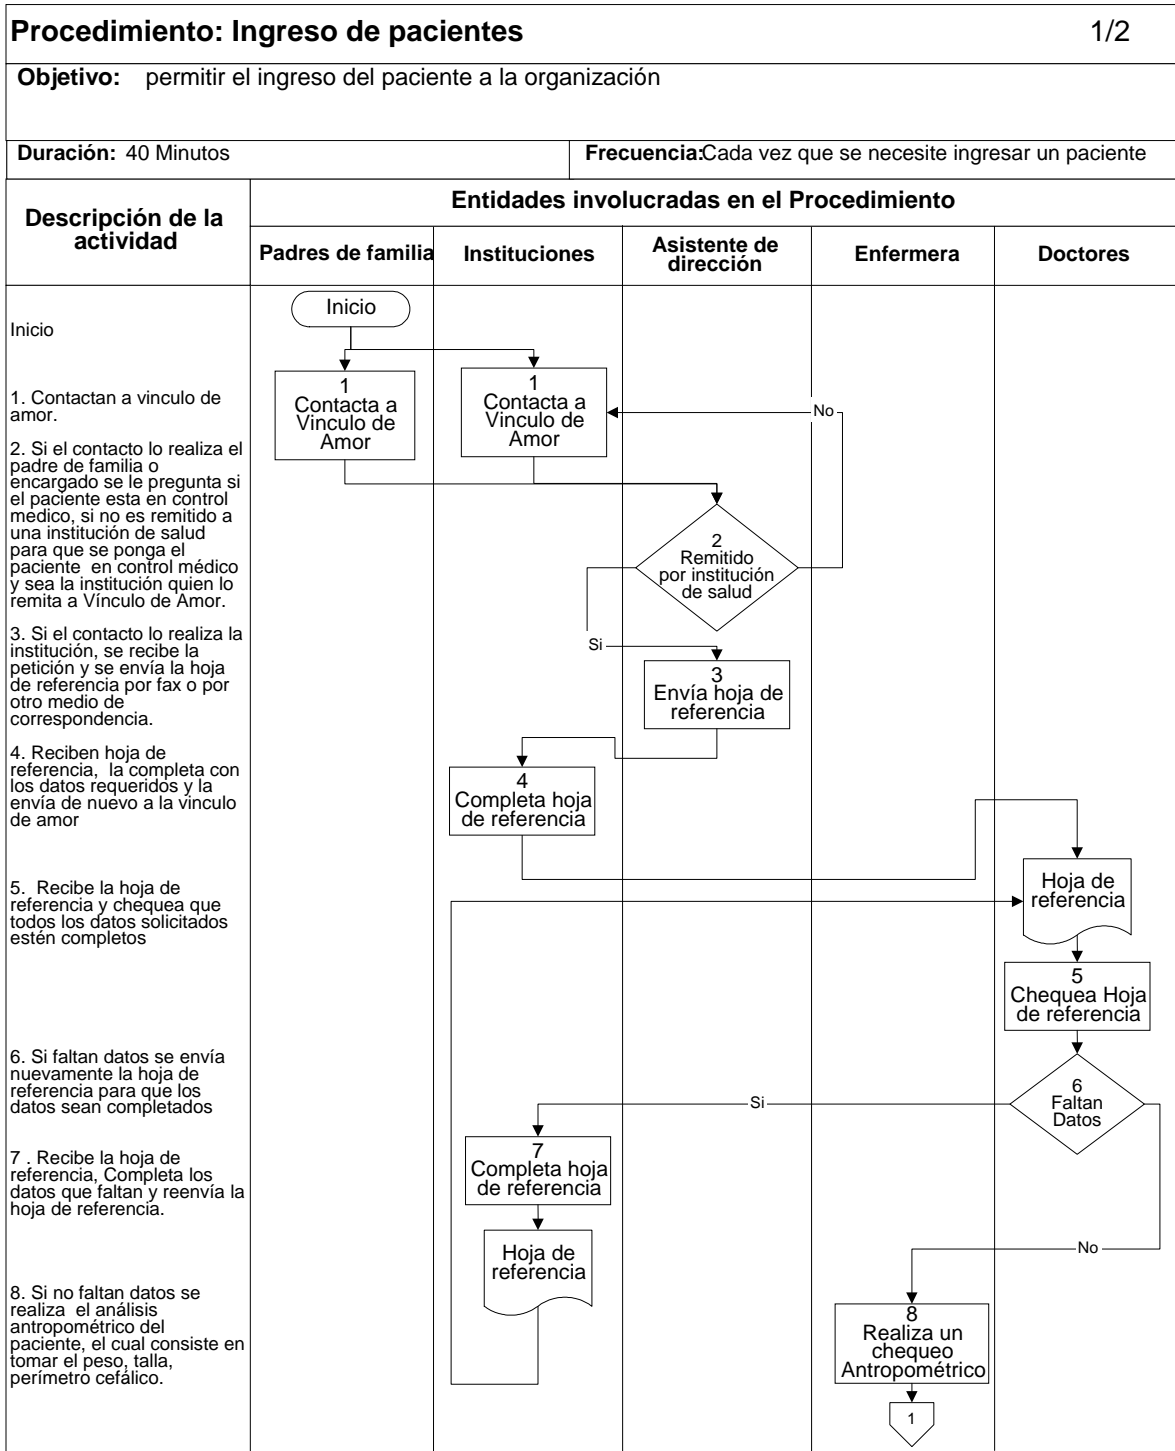 Procedimiento: Ingreso de pacientes 1/2
Objetivo: permitir el ingreso del paciente a la organización
Duración: 40 Minutos
Frecuencia:Cada vez que se necesite ingresar un paciente
Descripción de la
actividad
Entidades involucradas en el Procedimiento
Padres de familia
Instituciones
Asistente de
dirección
Enfermera
Doctores
Inicio
1. Contactan a vinculo de
amor.
2. Si el contacto lo realiza el
padre de familia o
encargado se le pregunta si
el paciente esta en control
medico, si no es remitido a
una institución de salud
para que se ponga el
paciente en control médico
y sea la institución quien lo
remita a Vínculo de Amor.
3. Si el contacto lo realiza la
institución, se recibe la
petición y se envía la hoja
de referencia por fax o por
otro medio de
correspondencia.
4. Reciben hoja de
referencia, la completa con
los datos requeridos y la
envía de nuevo a la vinculo
de amor
5. Recibe la hoja de
referencia y chequea que
todos los datos solicitados
estén completos
6. Si faltan datos se envía
nuevamente la hoja de
referencia para que los
datos sean completados
7 . Recibe la hoja de
referencia, Completa los
datos que faltan y reenvía la
hoja de referencia.
8. Si no faltan datos se
realiza el análisis
antropométrico del
paciente, el cual consiste en
tomar el peso, talla,
perímetro cefálico.
Inicio
1
Contacta a
Vinculo de
Amor
1
Contacta a
Vinculo de
Amor
No
2
Remitido
por institución
de salud
Si
3
Envía hoja de
referencia
4
Completa hoja
de referencia
Hoja de
referencia
5
Chequea Hoja
de referencia
6
Faltan
Datos
Si
7
Completa hoja
de referencia
Hoja de
referencia
No
8
Realiza un
chequeo
Antropométrico
1